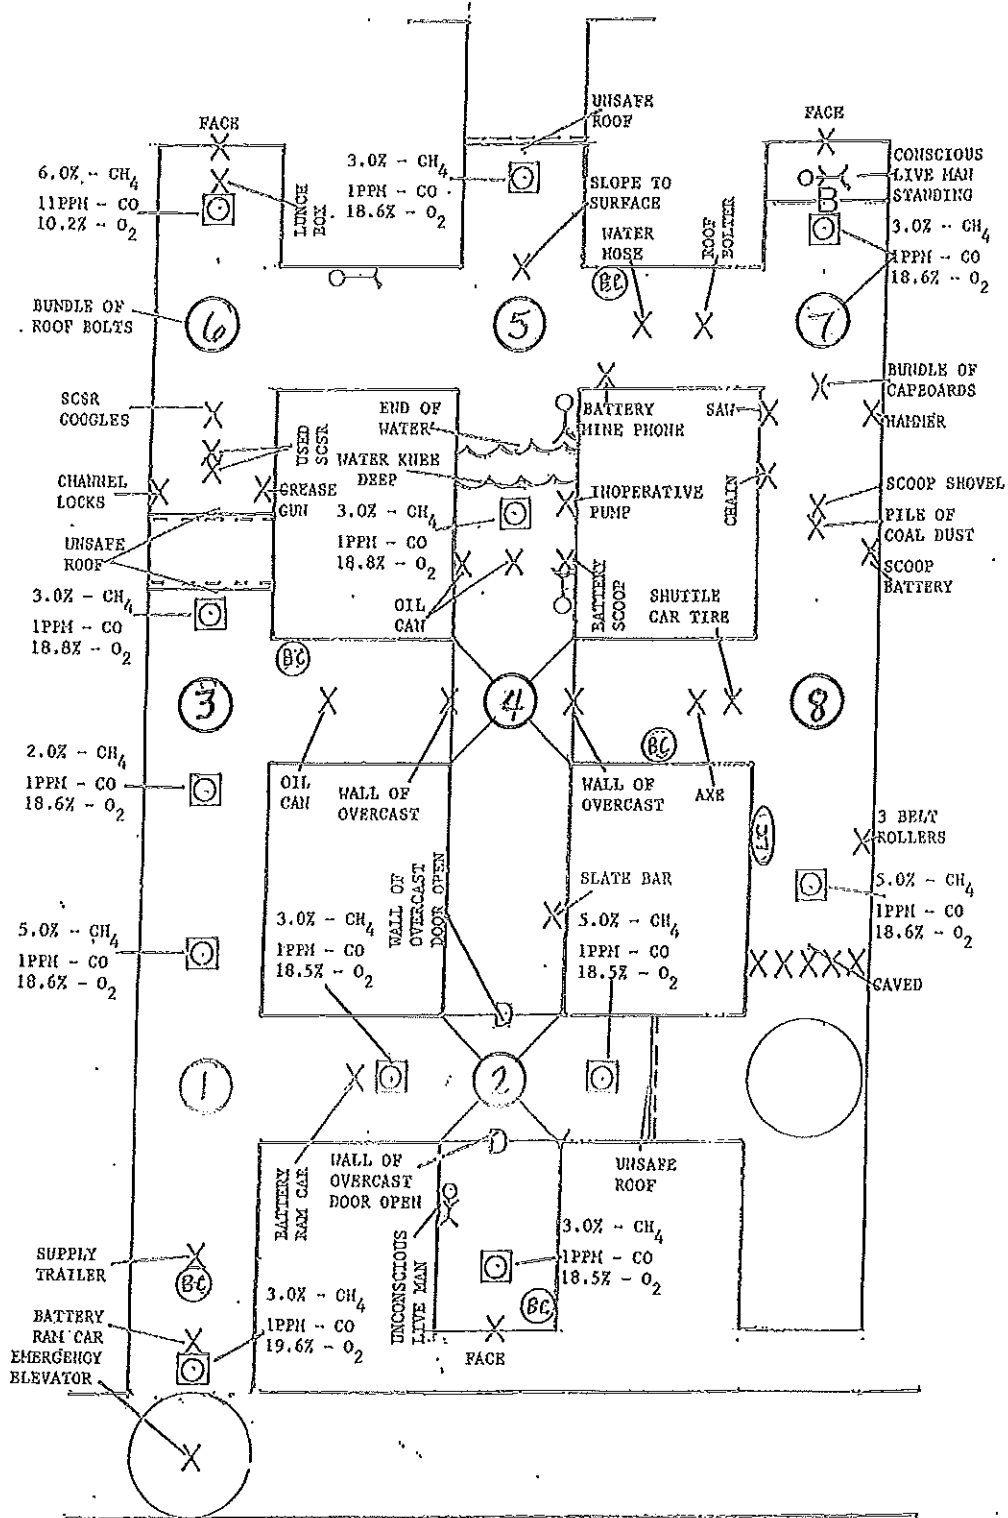 UNSAFE
ROOF
FACE
FACE
6.0% - CH4
11PPM - CO
10.2% - O2
LUNCH
BOX
3.0% - CH4
1PPM - CO
18.6% - O2
SLOPE TO
SURFACE
CONSCIOUS
LIVE MAN
STANDING
B
3.0% - CH4
1PPM - CO
18.6% - O2
WATER
HOSE
ROOF
BOLTER
BC
BUNDLE OF
ROOF BOLTS
6
5
7
SCSR
GOGGLES
USED
SCSR
CHANNEL
LOCKS
GREASE
GUN
UNSAFE
ROOF
END OF
WATER
WATER KNEE
DEEP
3.0% - CH4
1PPM - CO
18.8% - O2
BATTERY
MINE PHONE
INOPERATIVE
PUMP
SAW
CHAIN
BUNDLE OF
CAPBOARDS
HAMMER
SCOOP SHOVEL
PILE OF
COAL DUST
SCOOP
BATTERY
3.0% - CH4
1PPM - CO
18.8% - O2
OIL
CAN
BATTERY
SCOOP
SHUTTLE
CAR TIRE
BC
3
4
8
BC
2.0% - CH4
1PPM - CO
18.6% - O2
OIL
CAN
WALL OF
OVERCAST
WALL OF
OVERCAST
AXE
LC
3 BELT
ROLLERS
WALL OF
OVERCAST
DOOR OPEN
SLATE BAR
5.0% - CH4
1PPM - CO
18.6% - O2
3.0% - CH4
1PPM - CO
18.5% - O2
5.0% - CH4
1PPM - CO
18.5% - O2
5.0% - CH4
1PPM - CO
18.6% - O2
CAVED
1
2
BATTERY
RAM CAR
WALL OF
OVERCAST
DOOR OPEN
UNSAFE
ROOF
UNCONSCIOUS
LIVE MAN
3.0% - CH4
1PPM - CO
18.5% - O2
SUPPLY
TRAILER
BC
3.0% - CH4
1PPM - CO
19.6% - O2
BC
BATTERY
RAM CAR
FACE
EMERGENCY
ELEVATOR